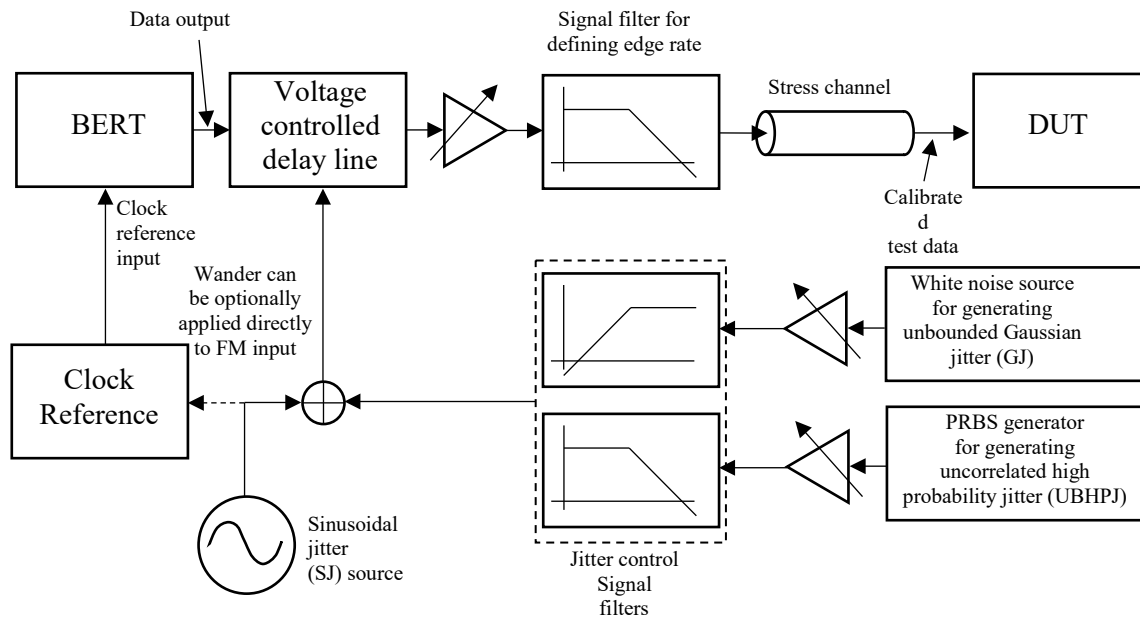 Data output
Signal filter for
defining edge rate
BERT
Voltage
controlled
delay line
Stress channel
DUT
Clock
reference
input
Calibrate
d
test data
Wander can
be optionally
applied directly
to FM input
White noise source
for generating
unbounded Gaussian
jitter (GJ)
Clock
Reference
PRBS generator
for generating
uncorrelated high
probability jitter (UBHPJ)
Sinusoidal
jitter
(SJ) source
Jitter control
Signal
filters